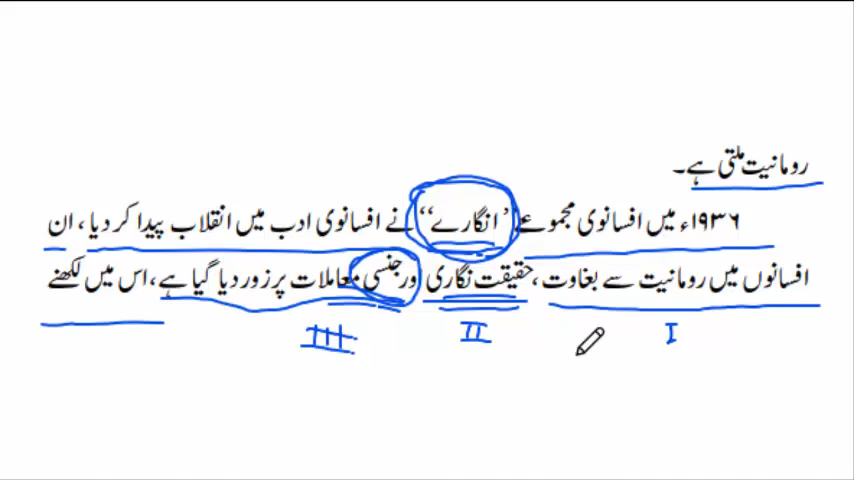 رومانیت ملتی ہے۔
۱۹۳۶ء میں افسانوی مجموعے ’’انگارے‘‘ نے افسانوی ادب میں انقلاب پیدا کر دیا، ان
افسانوں میں رومانیت سے بغاوت، حقیقت نگاری اور جنسی معاملات پر زور دیا گیا ہے، اس میں لکھنے
III II I